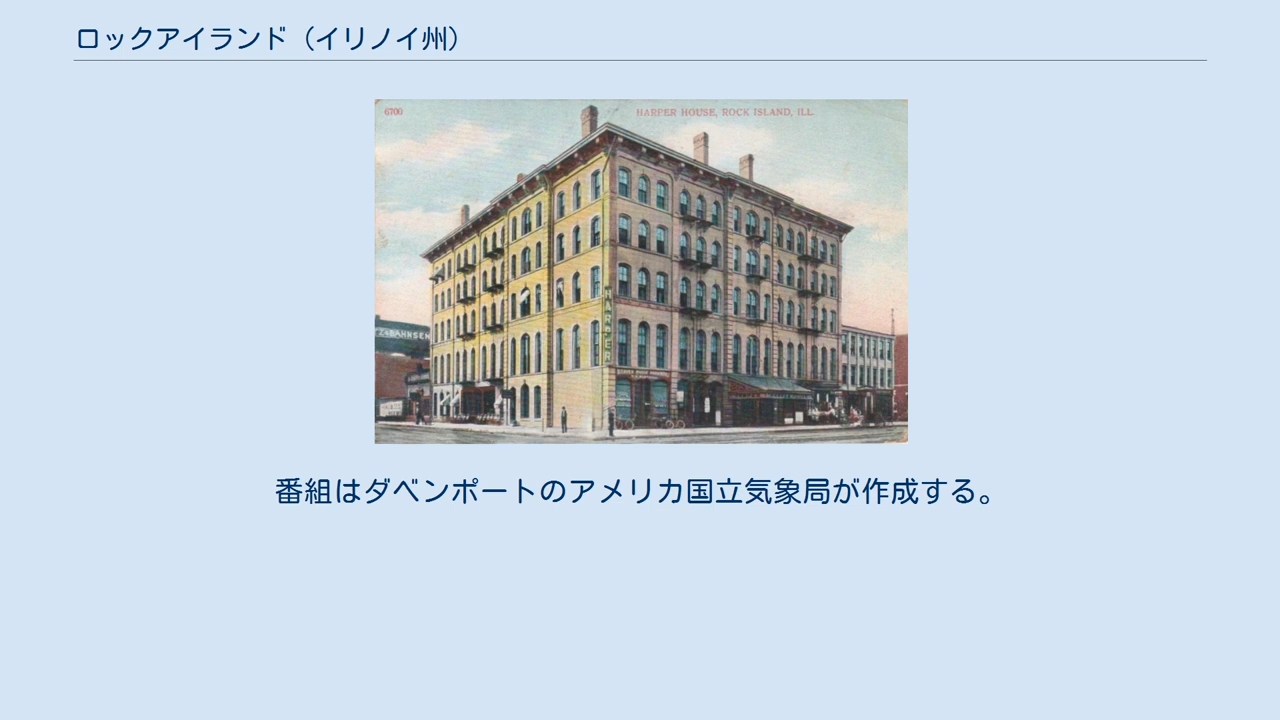 ロックアイランド（イリノイ州）
6700
HARPER HOUSE, ROCK ISLAND, ILL.
HARPER
番組はダベンポートのアメリカ国立気象局が作成する。